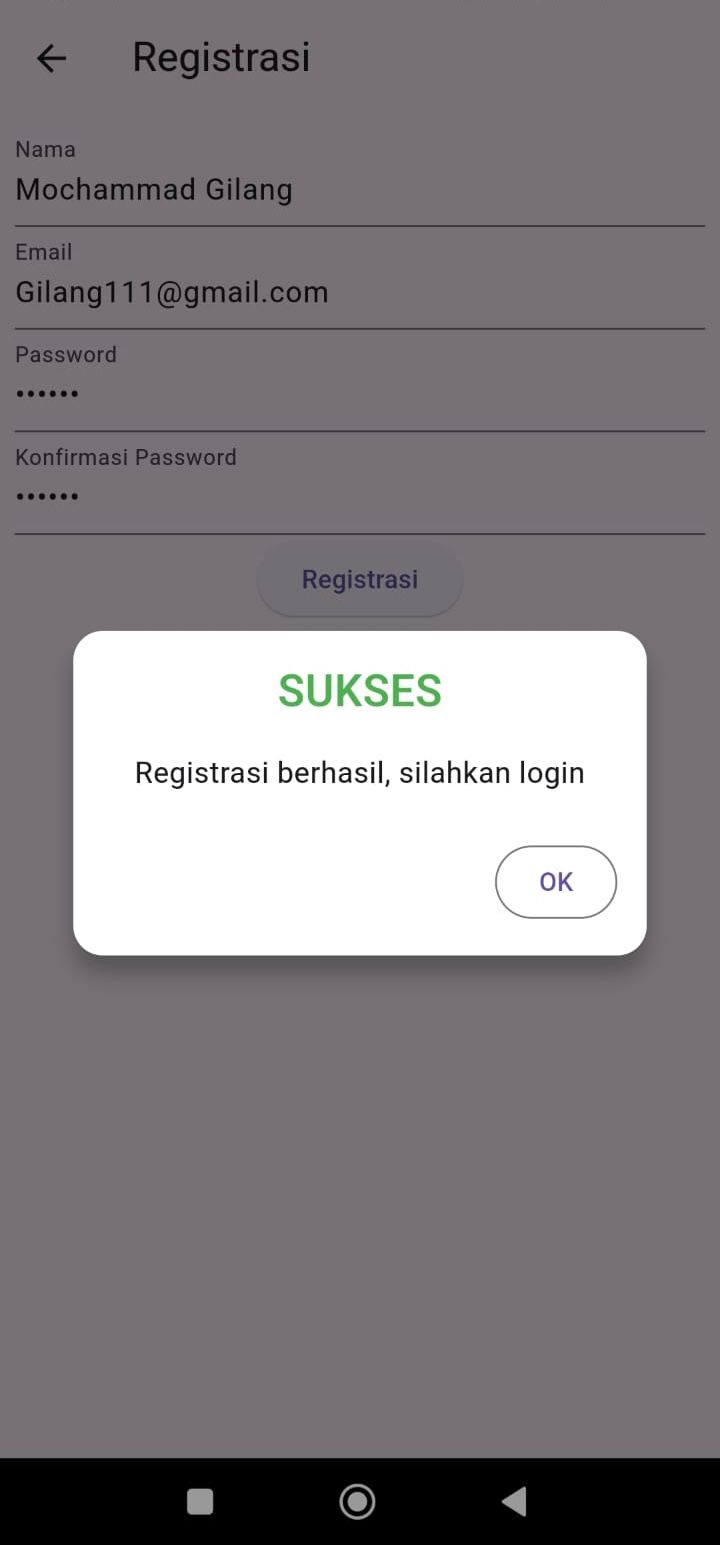 Registrasi
Nama
Mochammad Gilang
Email
Gilang111@gmail.com
Password
••••••
Konfirmasi Password
••••••
Registrasi
SUKSES
Registrasi berhasil, silahkan login
OK